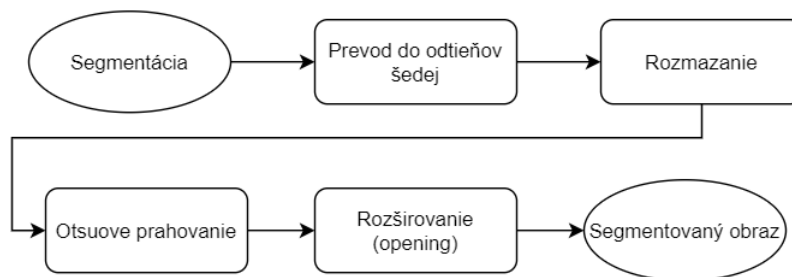 Segmentácia
Prevod do odtieňov
šedej
Rozmazanie
Otsuove prahovanie
Rozširovanie
(opening)
Segmentovaný obraz